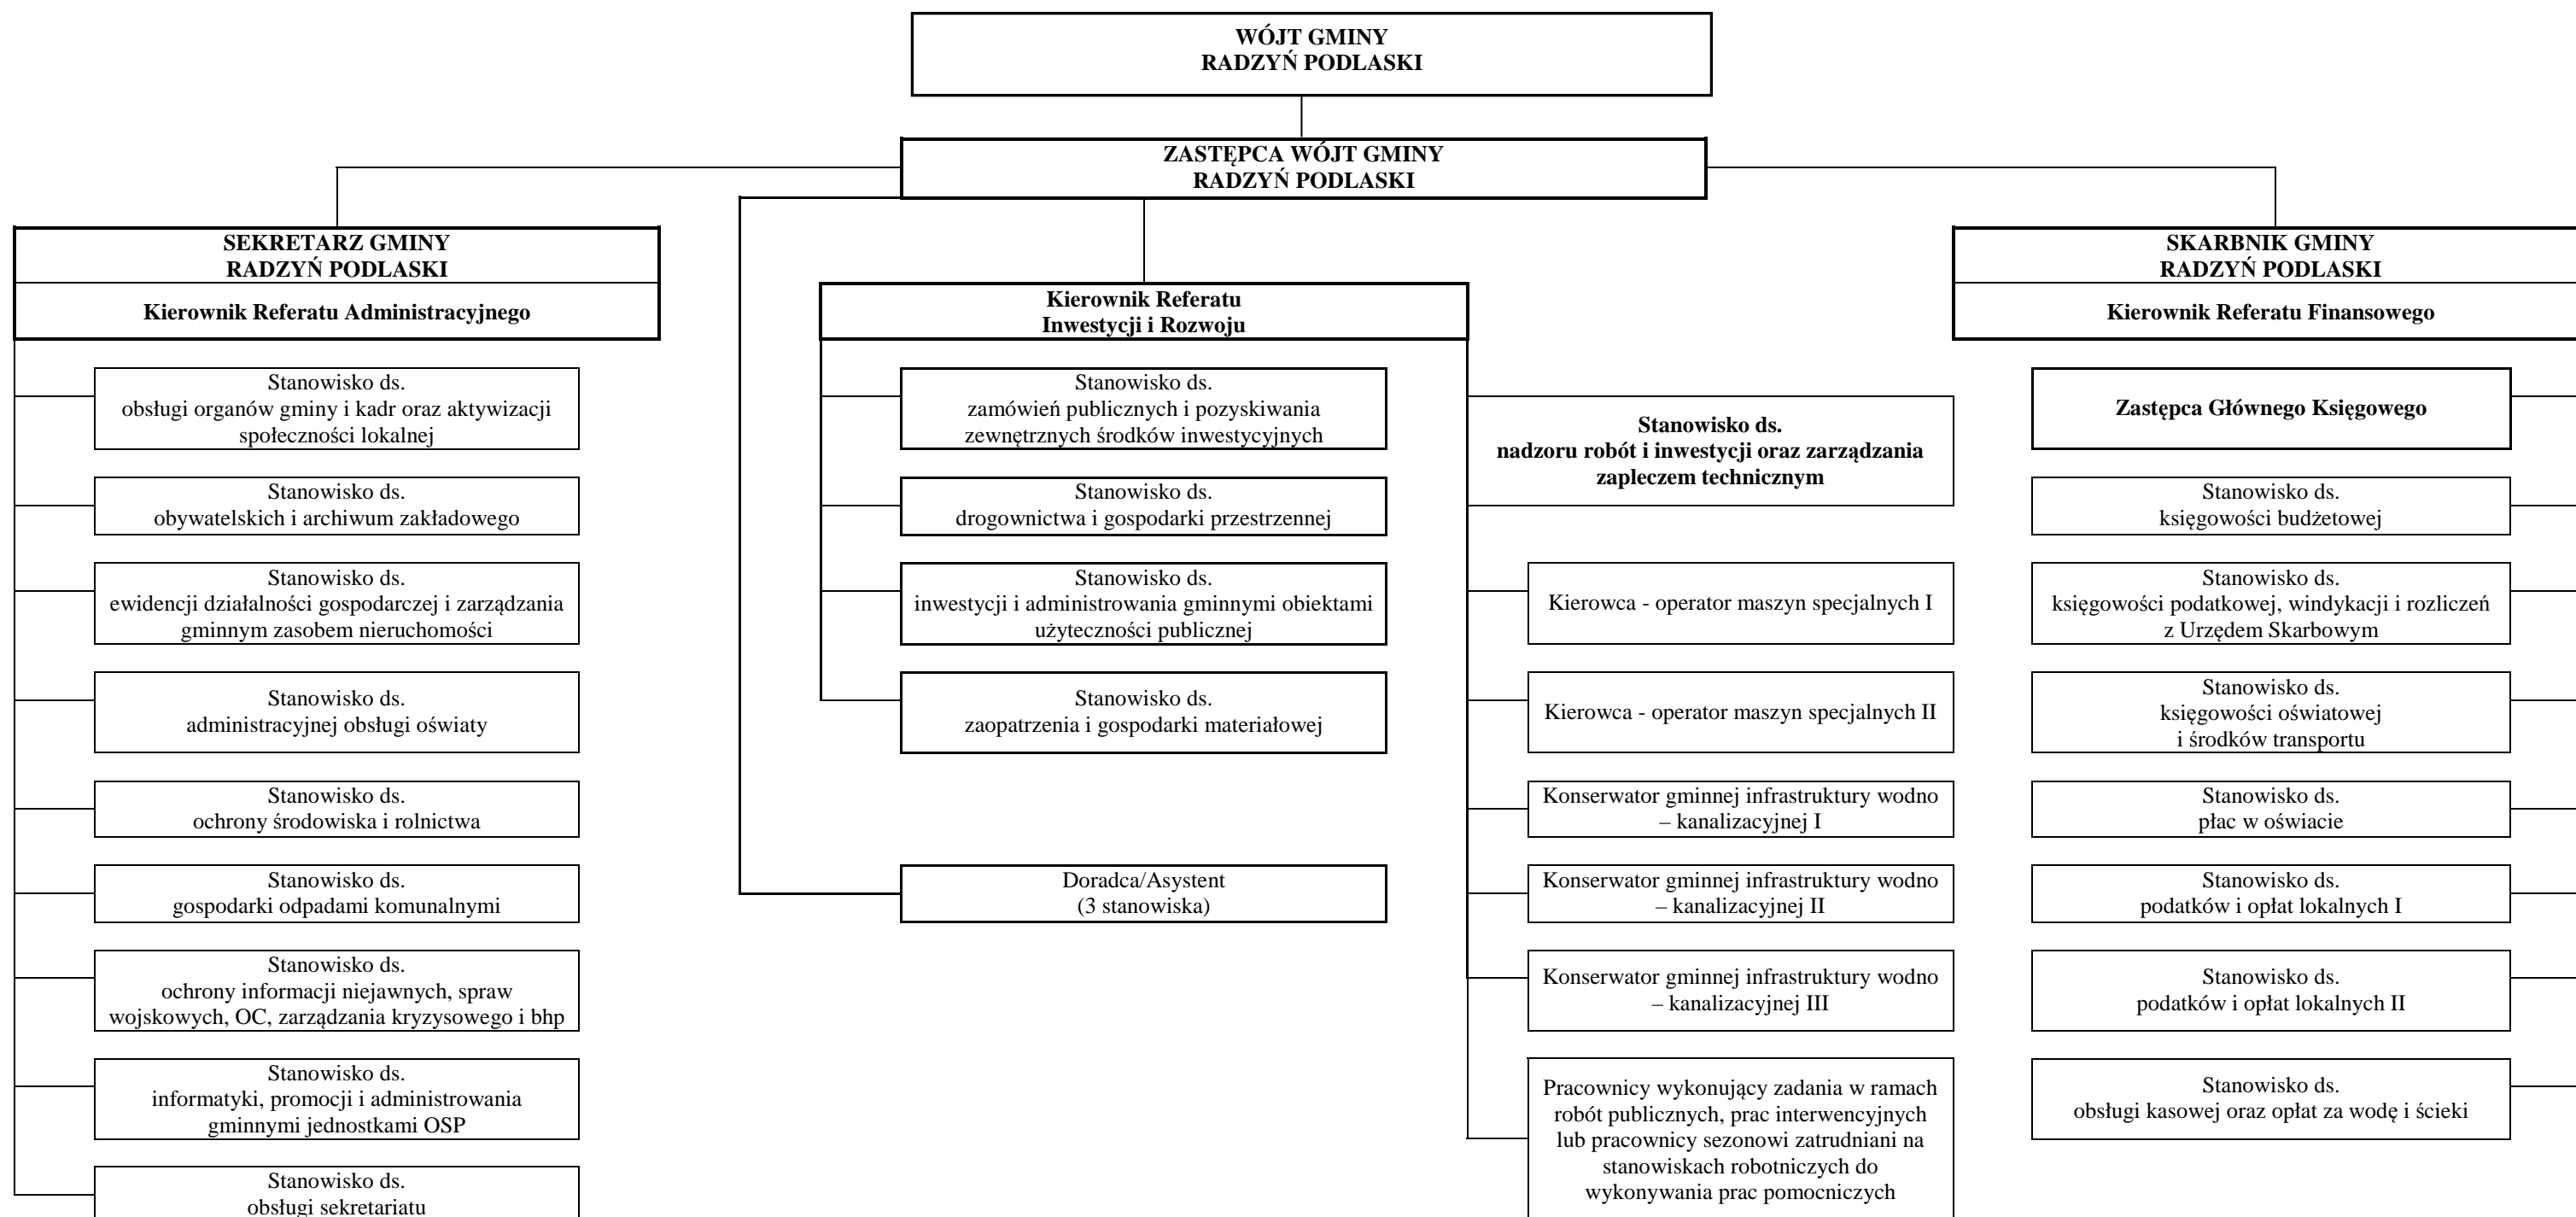 WÓJT GMINY
RADZYŃ PODLASKI
ZASTĘPCA WÓJT GMINY
RADZYŃ PODLASKI
SEKRETARZ GMINY
RADZYŃ PODLASKI
Kierownik Referatu Administracyjnego
Stanowisko ds.
obsługi organów gminy i kadr oraz aktywizacji
społeczności lokalnej
Stanowisko ds.
obywatelskich i archiwum zakładowego
Stanowisko ds.
ewidencji działalności gospodarczej i zarządzania
gminnym zasobem nieruchomości
Stanowisko ds.
administracyjnej obsługi oświaty
Stanowisko ds.
ochrony środowiska i rolnictwa
Stanowisko ds.
gospodarki odpadami komunalnymi
Stanowisko ds.
ochrony informacji niejawnych, spraw
wojskowych, OC, zarządzania kryzysowego i bhp
Stanowisko ds.
informatyki, promocji i administrowania
gminnymi jednostkami OSP
Stanowisko ds.
obsługi sekretariatu
Kierownik Referatu
Inwestycji i Rozwoju
Stanowisko ds.
zamówień publicznych i pozyskiwania
zewnętrznych środków inwestycyjnych
Stanowisko ds.
drogownictwa i gospodarki przestrzennej
Stanowisko ds.
inwestycji i administrowania gminnymi obiektami
użyteczności publicznej
Stanowisko ds.
zaopatrzenia i gospodarki materiałowej
Doradca/Asystent
(3 stanowiska)
Stanowisko ds.
nadzoru robót i inwestycji oraz zarządzania
zapleczem technicznym
Kierowca - operator maszyn specjalnych I
Kierowca - operator maszyn specjalnych II
Konserwator gminnej infrastruktury wodno
– kanalizacyjnej I
Konserwator gminnej infrastruktury wodno
– kanalizacyjnej II
Konserwator gminnej infrastruktury wodno
– kanalizacyjnej III
Pracownicy wykonujący zadania w ramach
robót publicznych, prac interwencyjnych
lub pracownicy sezonowi zatrudniani na
stanowiskach robotniczych do
wykonywania prac pomocniczych
SKARBNIK GMINY
RADZYŃ PODLASKI
Kierownik Referatu Finansowego
Zastępca Głównego Księgowego
Stanowisko ds.
księgowości budżetowej
Stanowisko ds.
księgowości podatkowej, windykacji i rozliczeń
z Urzędem Skarbowym
Stanowisko ds.
księgowości oświatowej
i środków transportu
Stanowisko ds.
płac w oświacie
Stanowisko ds.
podatków i opłat lokalnych I
Stanowisko ds.
podatków i opłat lokalnych II
Stanowisko ds.
obsługi kasowej oraz opłat za wodę i ścieki